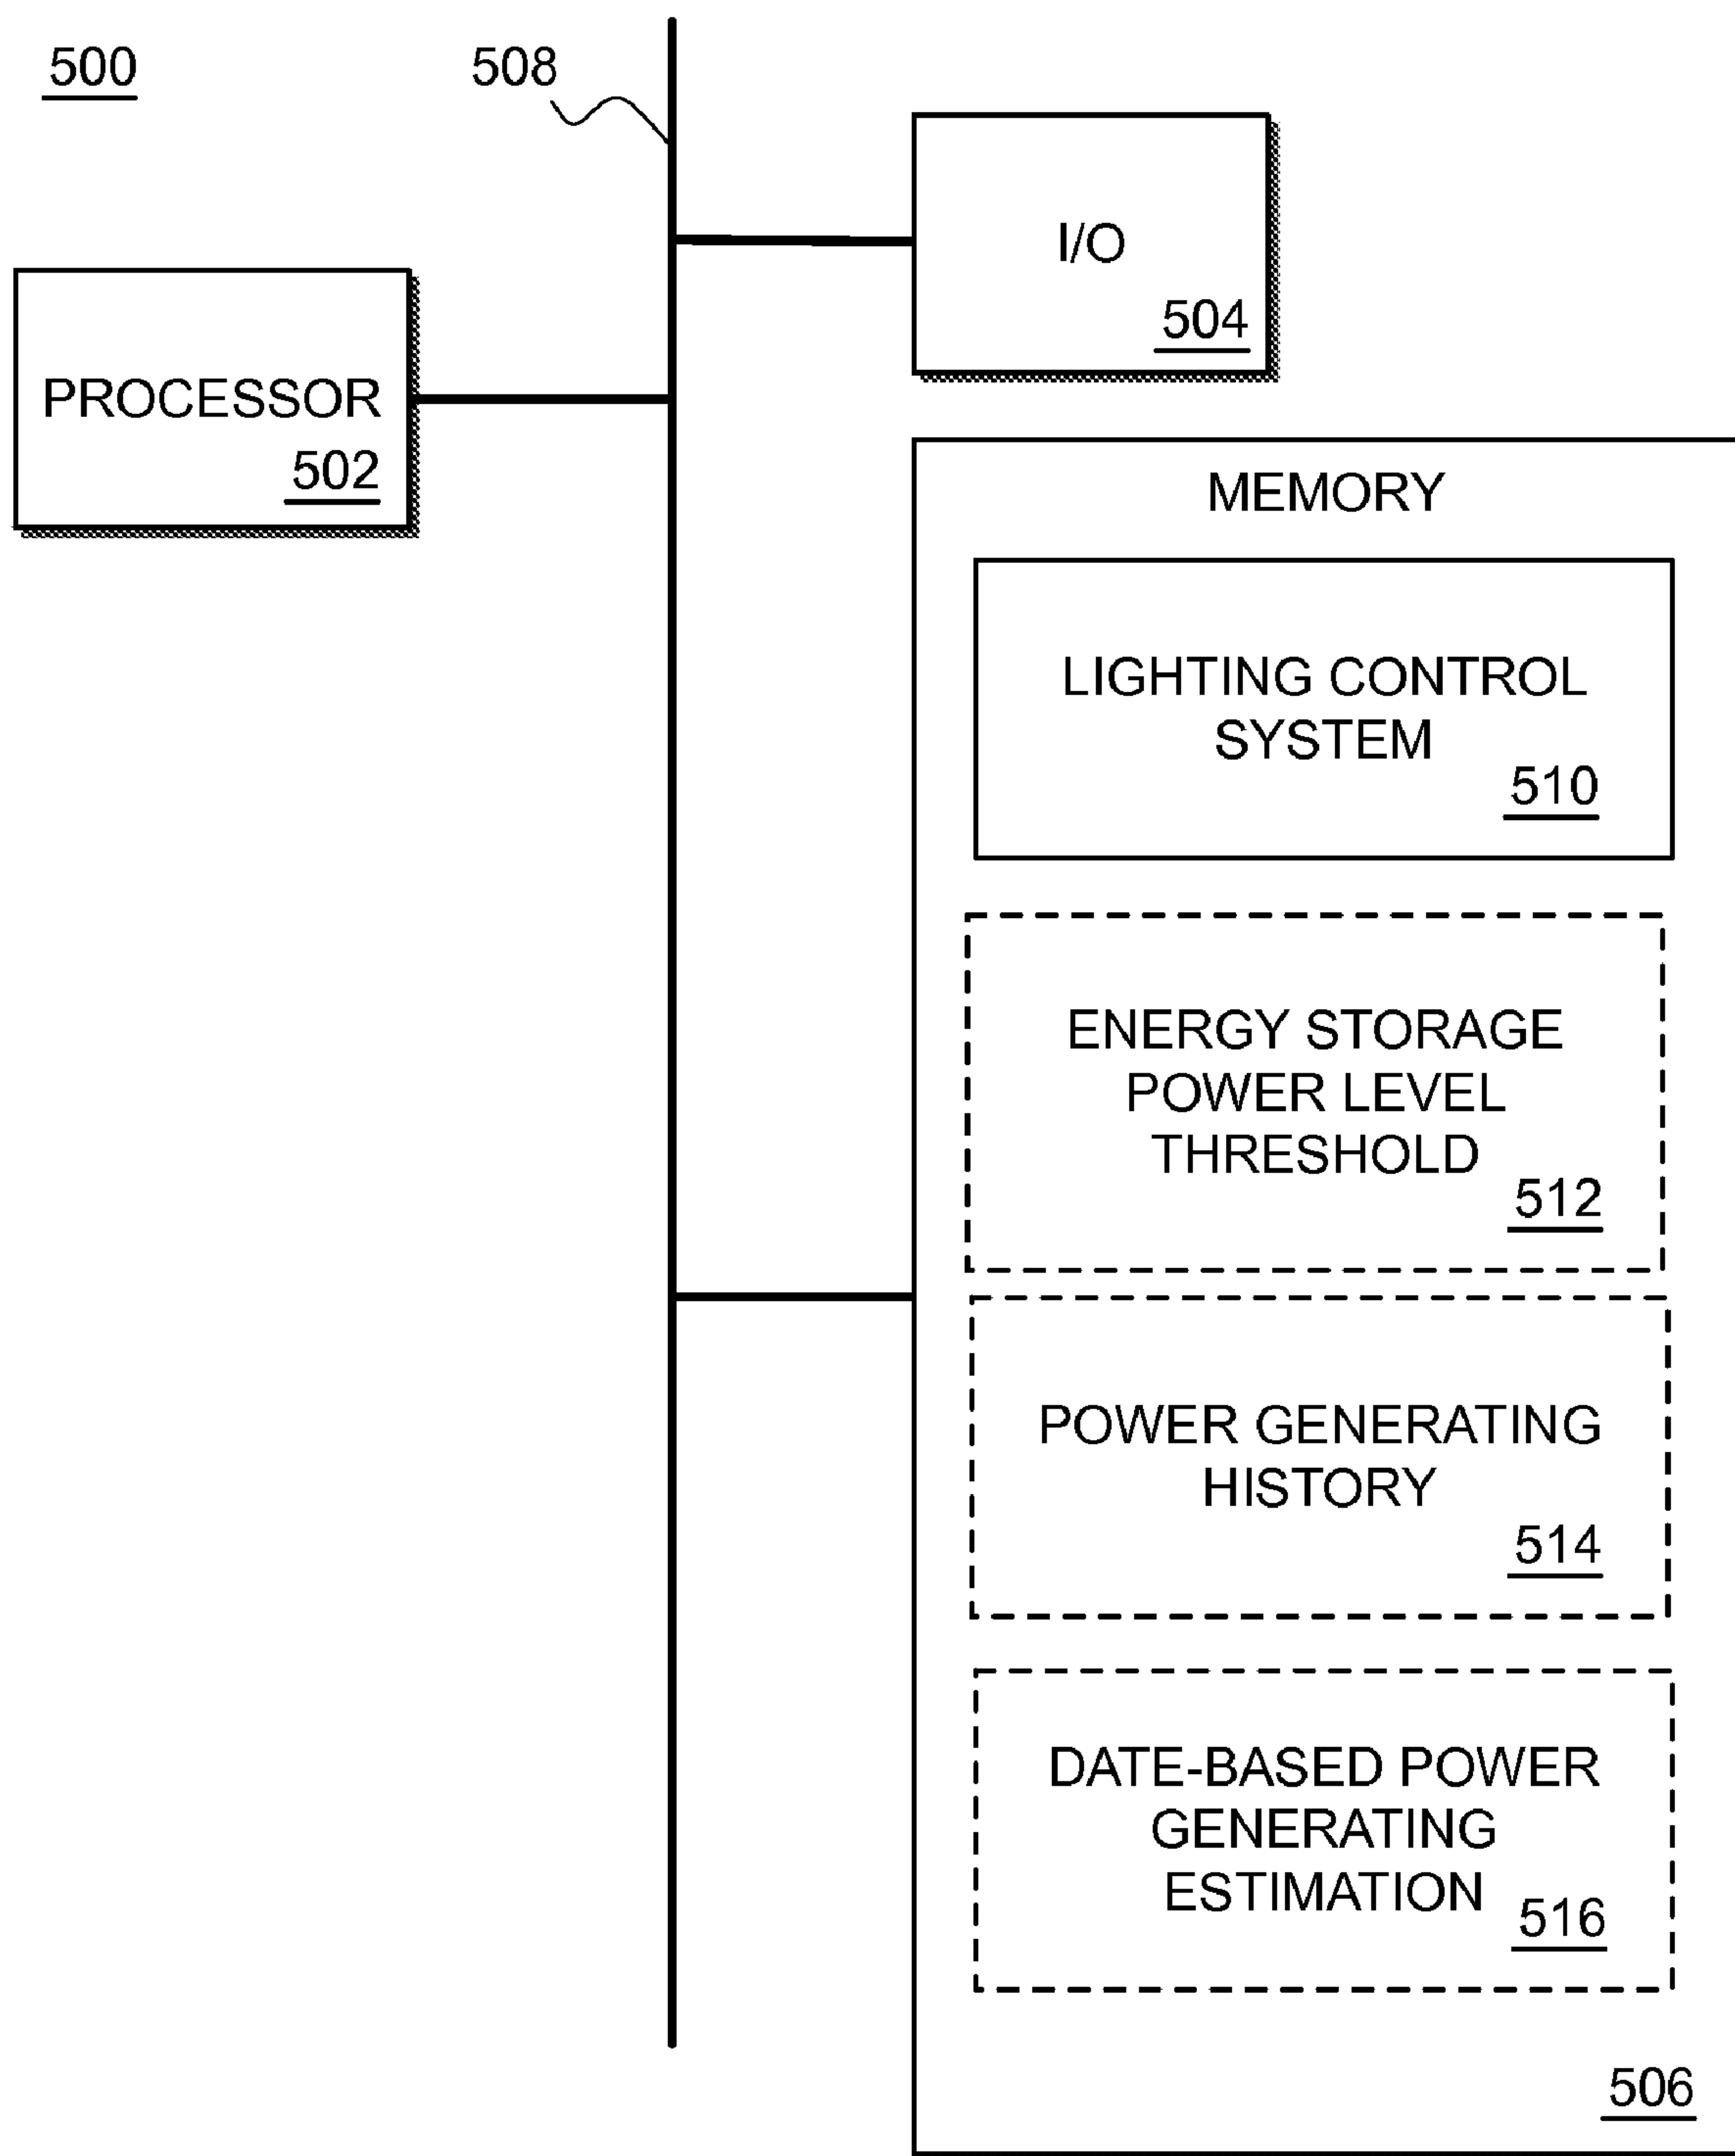 500
508
I/O
504
PROCESSOR
502
MEMORY
LIGHTING CONTROL
SYSTEM
510
ENERGY STORAGE
POWER LEVEL
THRESHOLD
512
POWER GENERATING
HISTORY
514
DATE-BASED POWER
GENERATING
ESTIMATION
516
506